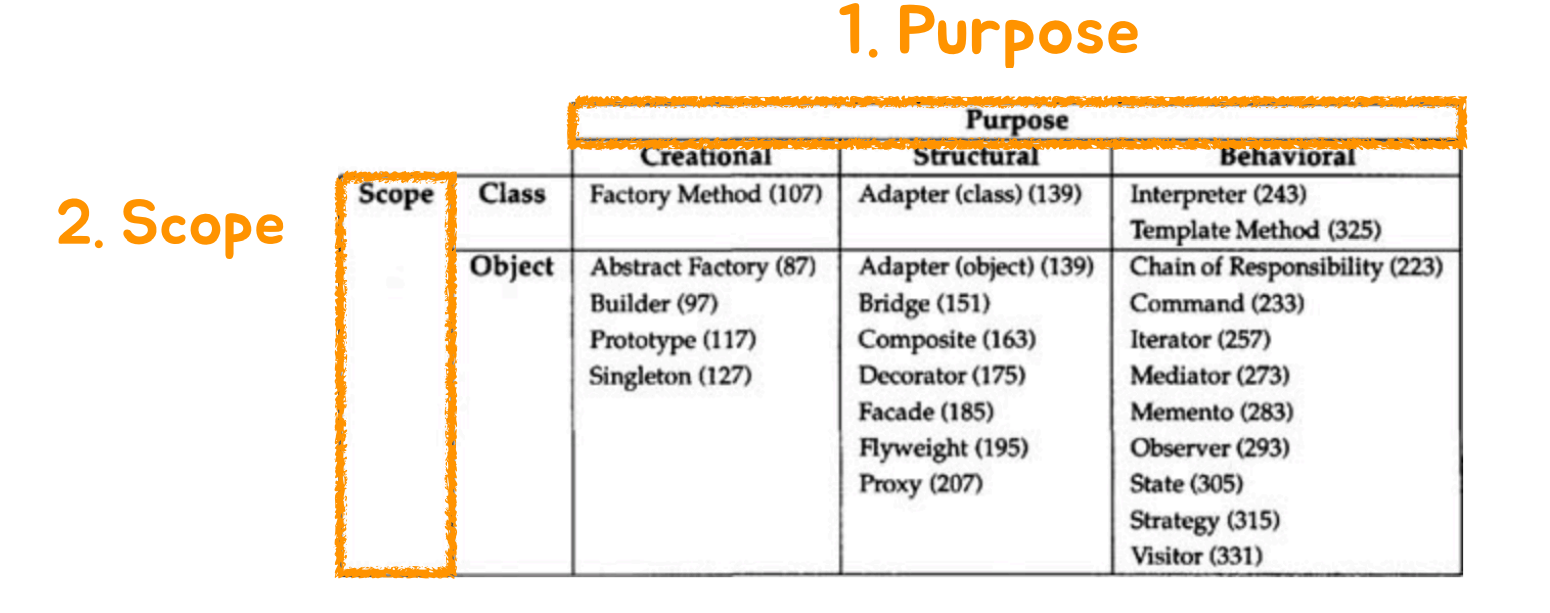 1. Purpose
Purpose
Creational Structural Behavioral
2. Scope
Scope Class Factory Method (107) Adapter (class) (139) Interpreter (243)
Template Method (325)
Object Abstract Factory (87) Adapter (object) (139) Chain of Responsibility (223)
Builder (97) Bridge (151) Command (233)
Prototype (117) Composite (163) Iterator (257)
Singleton (127) Decorator (175) Mediator (273)
Facade (185) Memento (283)
Flyweight (195) Observer (293)
Proxy (207) State (305)
Strategy (315)
Visitor (331)